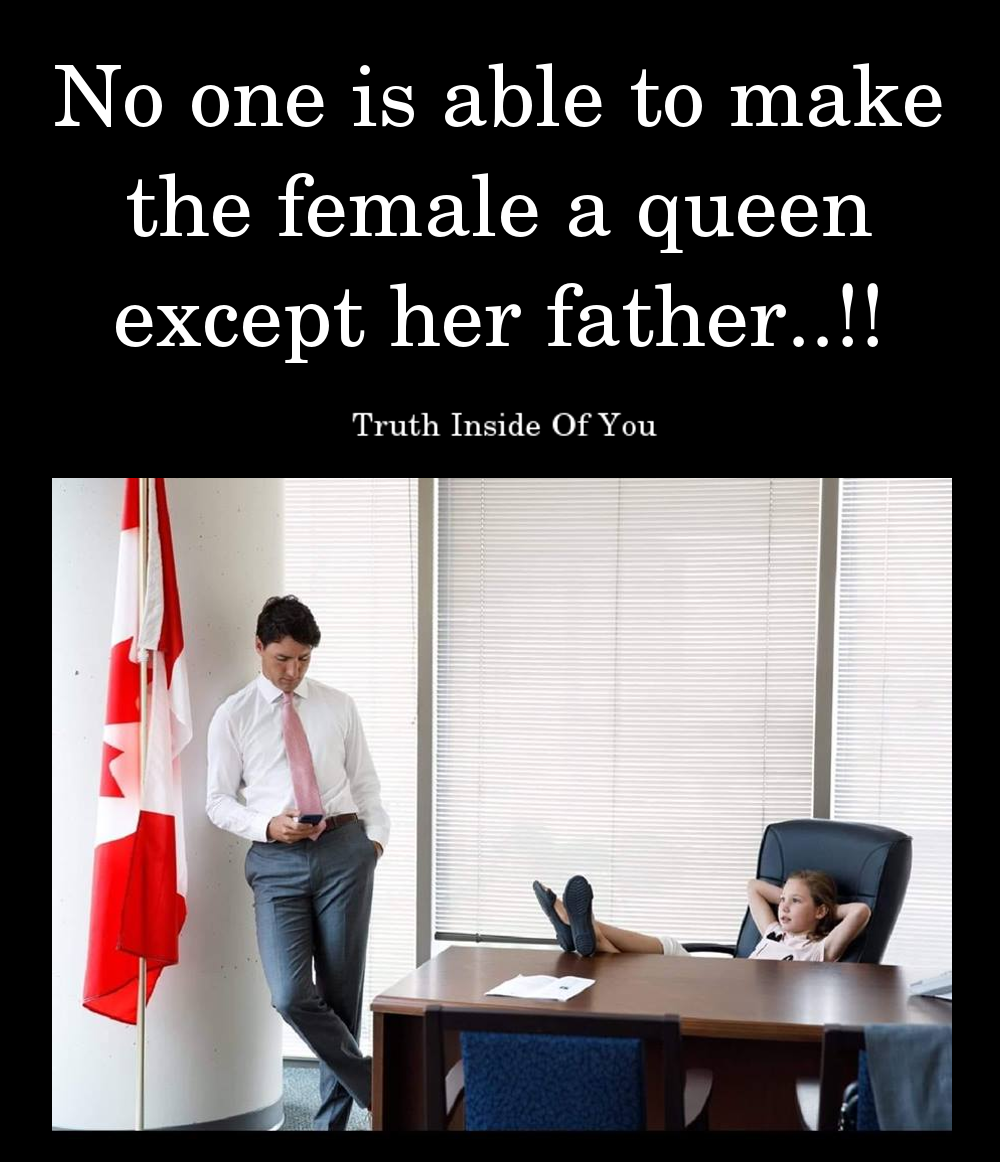 No one is able to make
the female a queen
except her father..!!
Truth Inside Of You